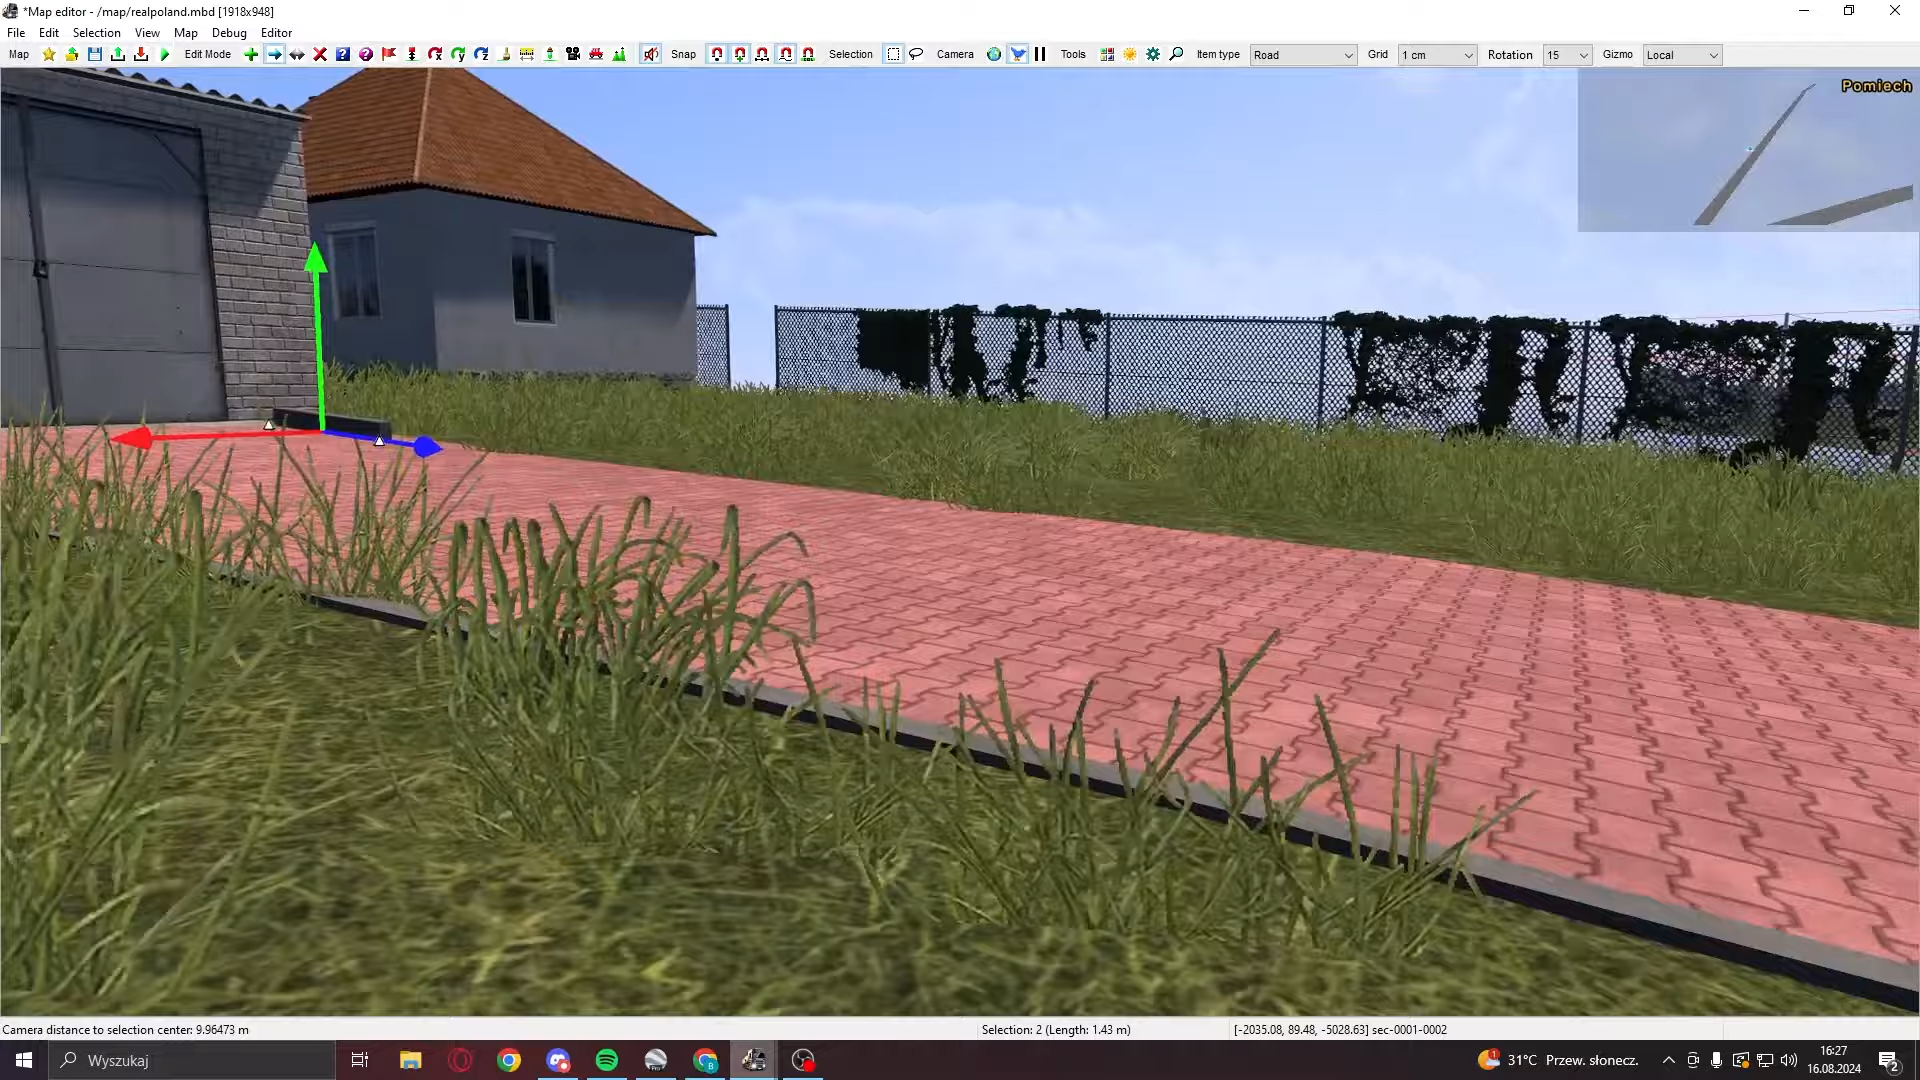 *Map editor - /map/realpoland.mbd [1918x948]
File Edit Selection View Map Debug Editor
Map Edit Mode Snap Selection Camera Tools Item type Road Grid 1 cm Rotation 15 Gizmo Local
Pomiech
Camera distance to selection center: 9.96473 m
Selection: 2 (Length: 1.43 m)
[-2035.08, 89.48, -5028.63] sec-0001-0002
Wyszukaj
31°C Przew. słonecz.
16:27
16.08.2024